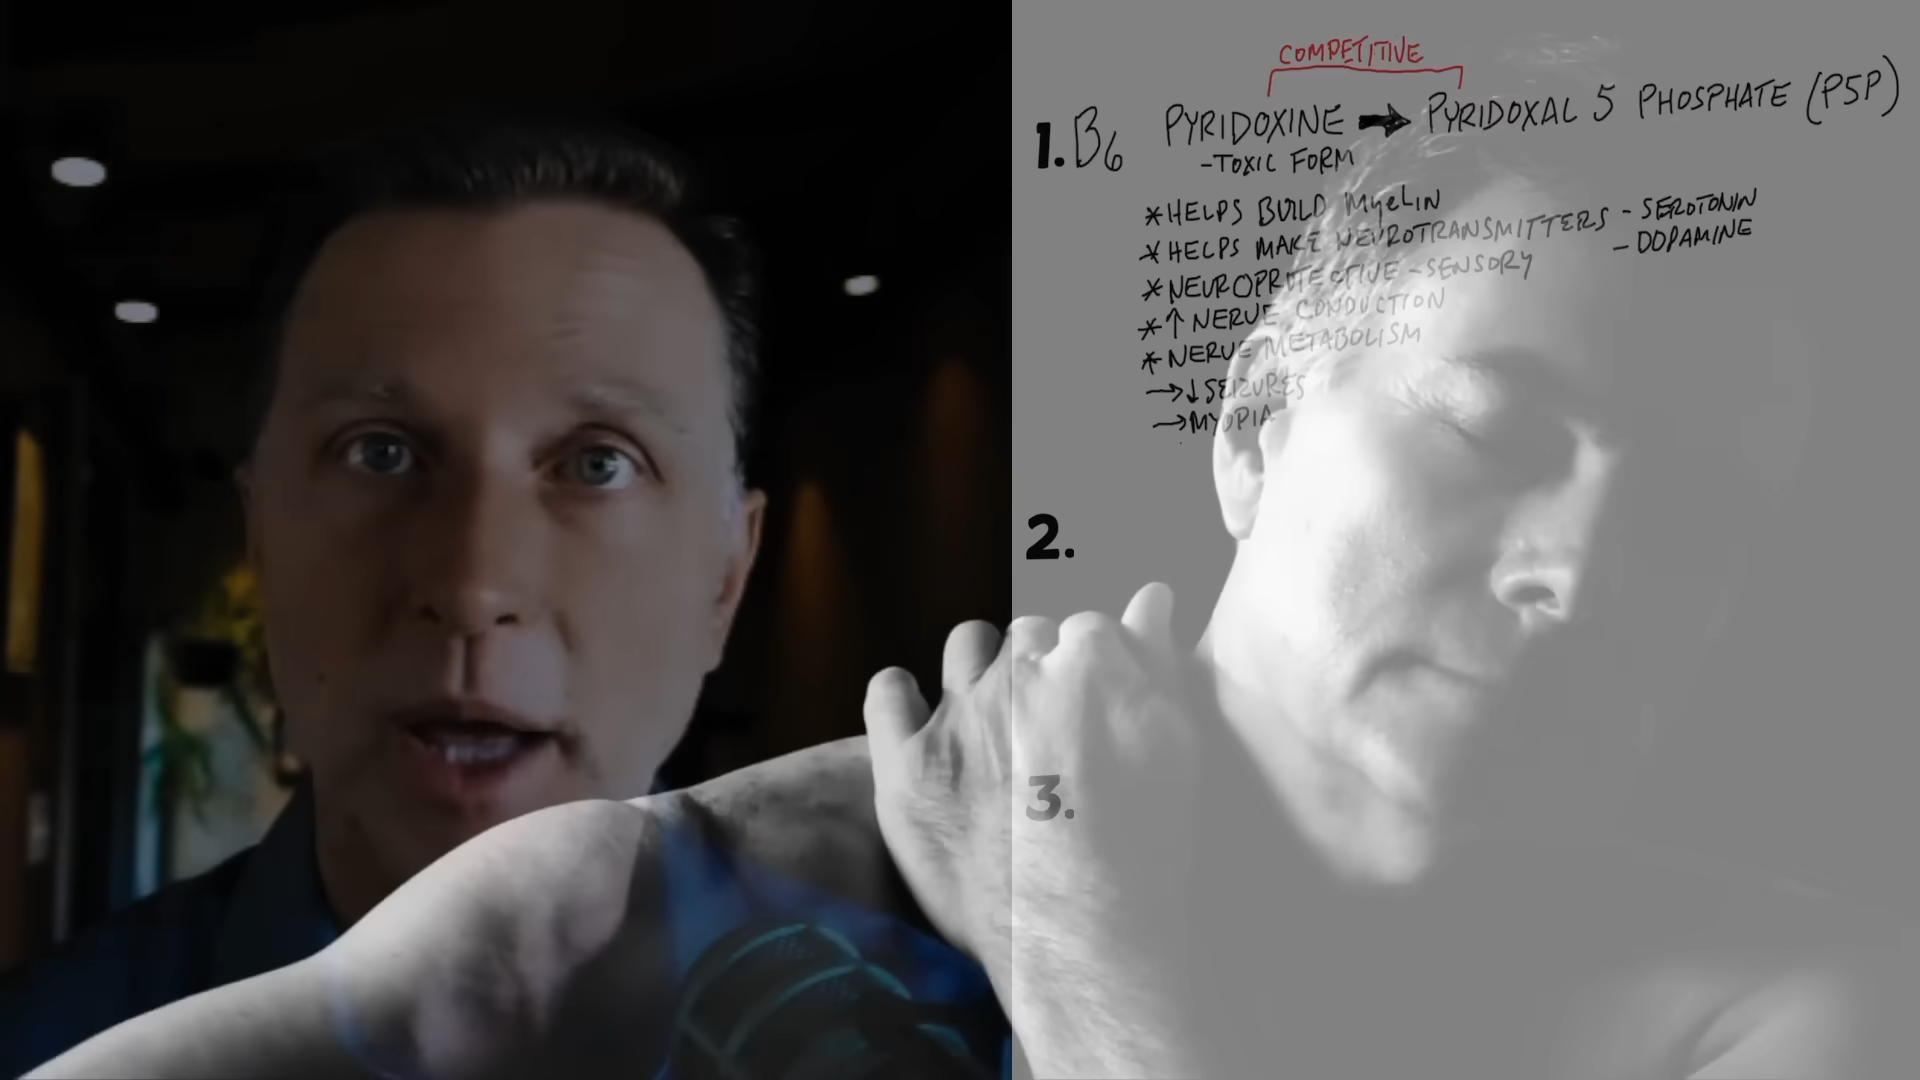 COMPETITIVE
1. B6 PYRIDOXINE → PYRIDOXAL 5 PHOSPHATE (P5P)
-TOXIC FORM
*HELPS BUILD MyeLIN
*HELPS MAKE NEUROTRANSMITTERS - SEROTONIN
- DOPAMINE
*NEUROPROTECTIVE -SENSORY
*↑ NERVE CONDUCTION
*NERVE METABOLISM
→↓SEIZURES
→MYOPIA
2.
3.